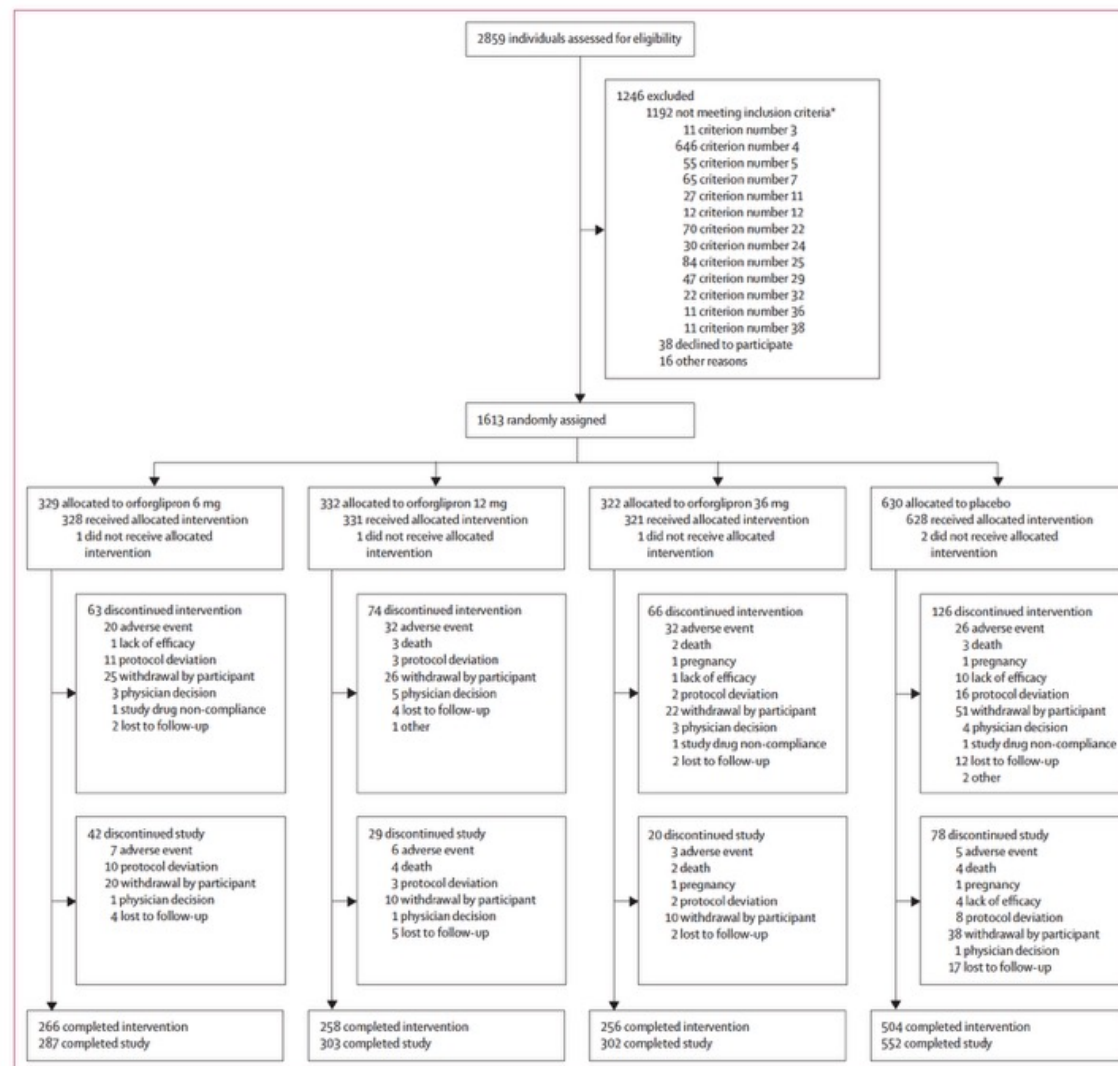 2859 individuals assessed for eligibility
1246 excluded
1192 not meeting inclusion criteria*
11 criterion number 3
646 criterion number 4
55 criterion number 5
65 criterion number 7
27 criterion number 11
12 criterion number 12
70 criterion number 22
30 criterion number 24
84 criterion number 25
47 criterion number 29
22 criterion number 32
11 criterion number 36
11 criterion number 38
38 declined to participate
16 other reasons
1613 randomly assigned
329 allocated to orforglipron 6 mg
328 received allocated intervention
1 did not receive allocated
intervention
332 allocated to orforglipron 12 mg
331 received allocated intervention
1 did not receive allocated
intervention
322 allocated to orforglipron 36 mg
321 received allocated intervention
1 did not receive allocated
intervention
630 allocated to placebo
628 received allocated intervention
2 did not receive allocated
intervention
63 discontinued intervention
20 adverse event
1 lack of efficacy
11 protocol deviation
25 withdrawal by participant
3 physician decision
1 study drug non-compliance
2 lost to follow-up
74 discontinued intervention
32 adverse event
3 death
3 protocol deviation
26 withdrawal by participant
5 physician decision
4 lost to follow-up
1 other
66 discontinued intervention
32 adverse event
2 death
1 pregnancy
1 lack of efficacy
2 protocol deviation
22 withdrawal by participant
3 physician decision
1 study drug non-compliance
2 lost to follow-up
126 discontinued intervention
26 adverse event
3 death
1 pregnancy
10 lack of efficacy
16 protocol deviation
51 withdrawal by participant
4 physician decision
1 study drug non-compliance
12 lost to follow-up
2 other
42 discontinued study
7 adverse event
10 protocol deviation
20 withdrawal by participant
1 physician decision
4 lost to follow-up
29 discontinued study
6 adverse event
4 death
3 protocol deviation
10 withdrawal by participant
1 physician decision
5 lost to follow-up
20 discontinued study
3 adverse event
2 death
1 pregnancy
2 protocol deviation
10 withdrawal by participant
2 lost to follow-up
78 discontinued study
5 adverse event
4 death
1 pregnancy
4 lack of efficacy
8 protocol deviation
38 withdrawal by participant
1 physician decision
17 lost to follow-up
266 completed intervention
287 completed study
258 completed intervention
303 completed study
256 completed intervention
302 completed study
504 completed intervention
552 completed study